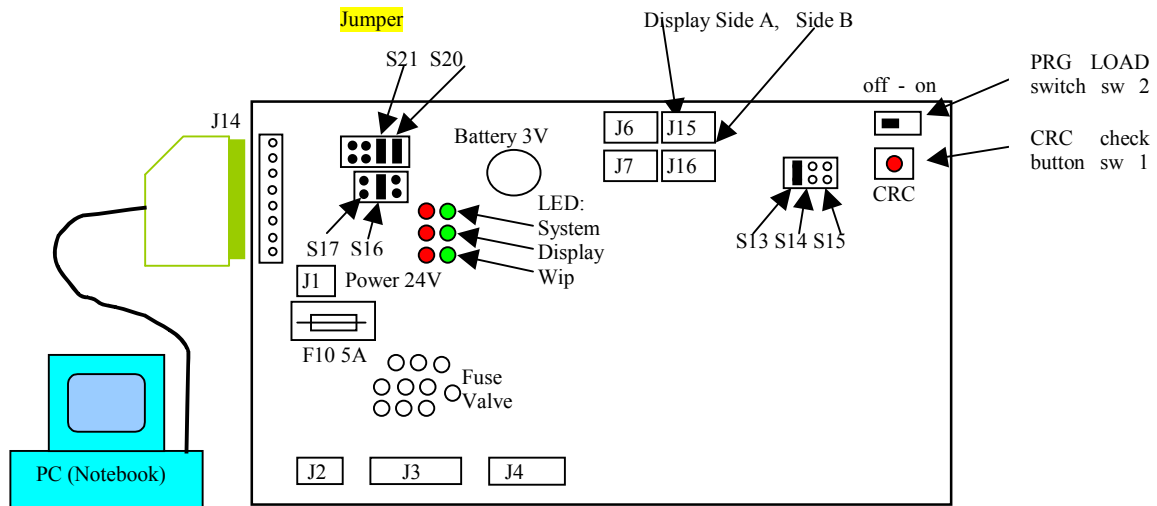 Jumper
Display Side A, Side B
S21 S20
PRG LOAD
switch sw 2
off - on
J14
CRC check
button sw 1
Battery 3V
J6
J15
J7
J16
CRC
LED:
System
Display
Wip
S17 S16
S13 S14 S15
J1
Power 24V
F10 5A
Fuse
Valve
PC (Notebook)
J2
J3
J4